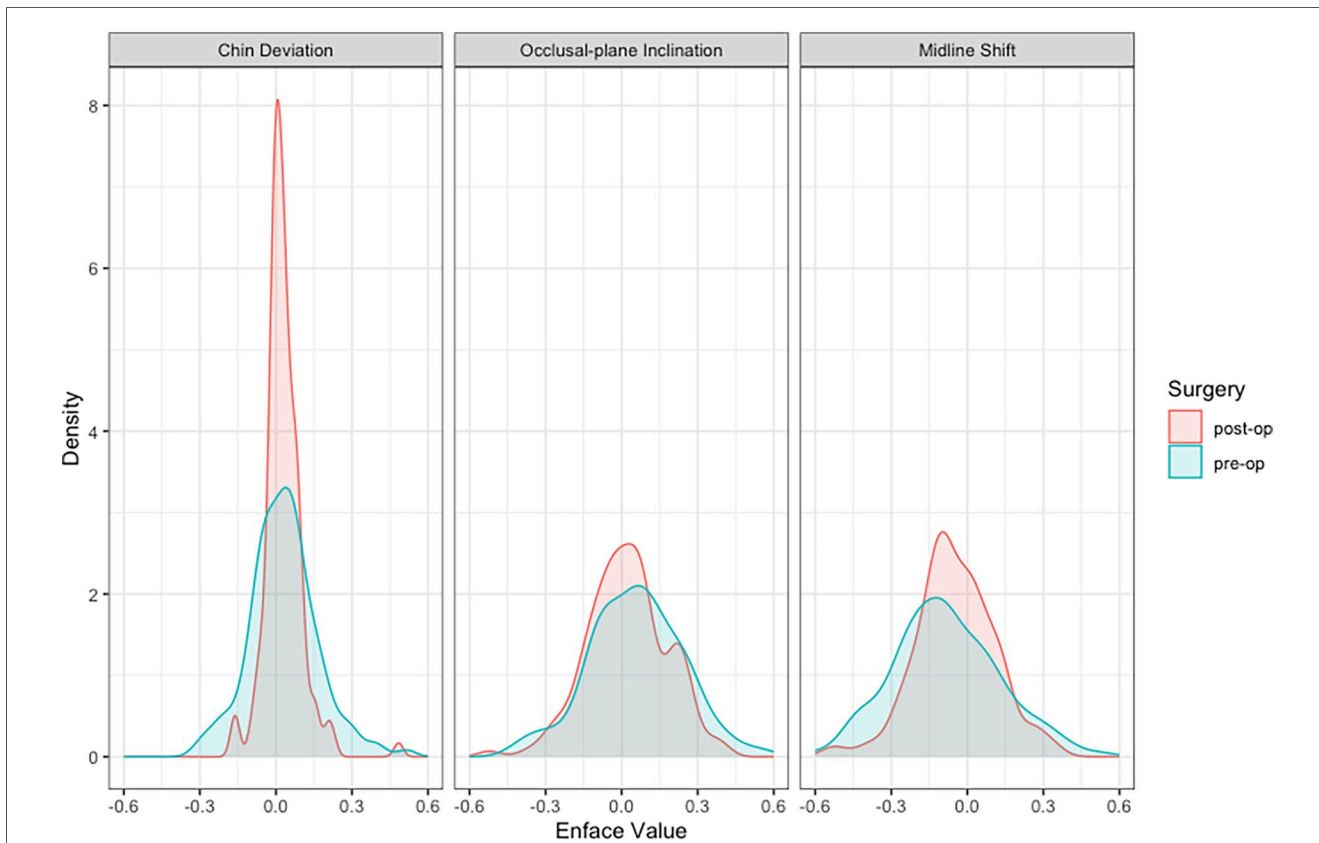 Chin Deviation
Occlusal-plane Inclination
Midline Shift
8
6
4
2
0
Density
-0.6 -0.3 0.0 0.3 0.6
-0.6 -0.3 0.0 0.3 0.6
-0.6 -0.3 0.0 0.3 0.6
Enface Value
Surgery
post-op
pre-op